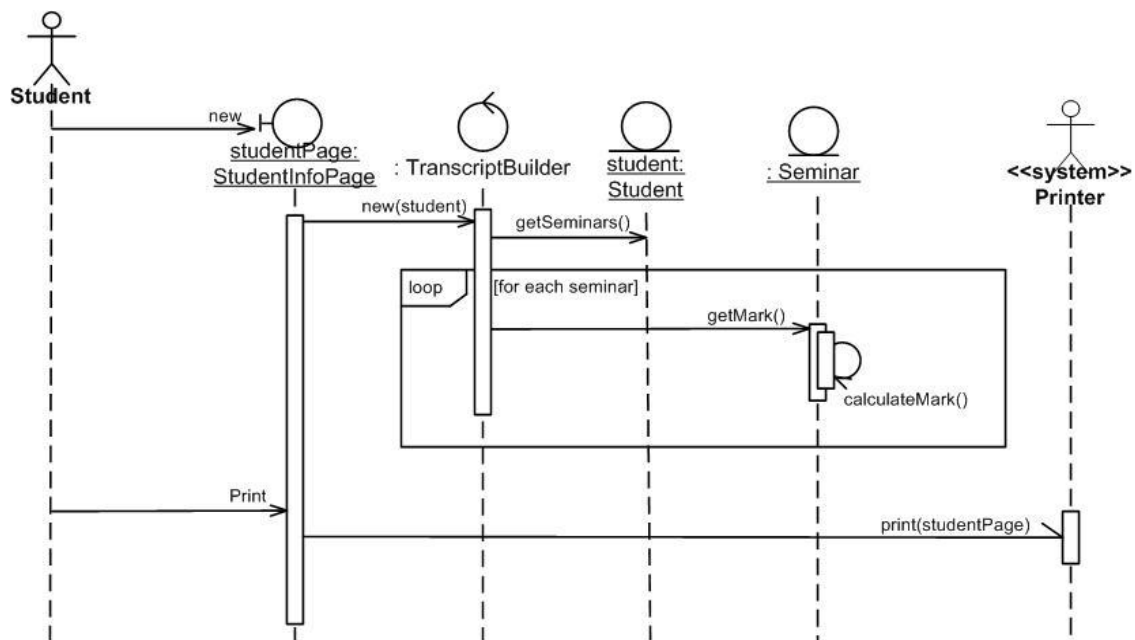 Student
new
studentPage:
StudentInfoPage
: TranscriptBuilder
student:
Student
: Seminar
<<system>>
Printer
new(student)
getSeminars()
loop
[for each seminar]
getMark()
calculateMark()
Print
print(studentPage)